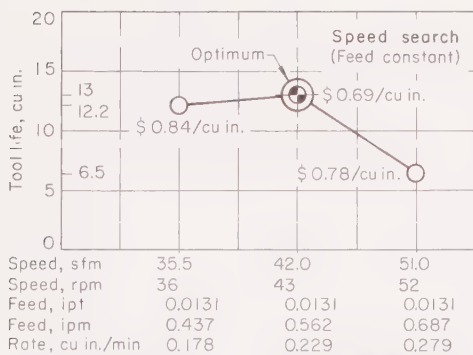 20
Speed search
Optimum
(Feed constant)
15
13
12.2
$0.69/cu in.
$0.84/cu in.
10
Tool life, cu in.
6.5
$0.78/cu in.
5
0
Speed, sfm 35.5 42.0 51.0
Speed, rpm 36 43 52
Feed, ipt 0.0131 0.0131 0.0131
Feed, ipm 0.437 0.562 0.687
Rate, cu in./min 0.178 0.229 0.279